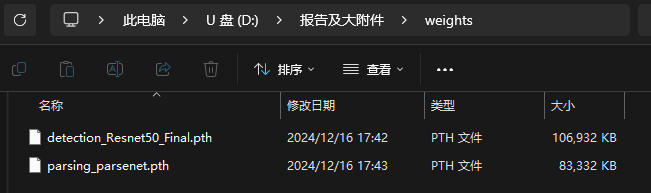 此电脑 > U 盘 (D:) > 报告及大附件 > weights
排序 查看 •••
名称 修改日期 类型 大小
detection_Resnet50_Final.pth 2024/12/16 17:42 PTH 文件 106,932 KB
parsing_parsenet.pth 2024/12/16 17:43 PTH 文件 83,332 KB